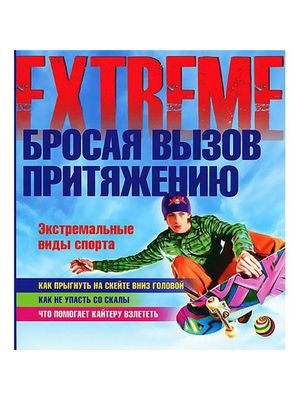 EXTREME
БРОСАЯ ВЫЗОВ
ПРИТЯЖЕНИЮ
Экстремальные
виды спорта
КАК ПРЫГНУТЬ НА СКЕЙТЕ ВНИЗ ГОЛОВОЙ
КАК НЕ УПАСТЬ СО СКАЛЫ
ЧТО ПОМОГАЕТ КАЙТЕРУ ВЗЛЕТЕТЬ